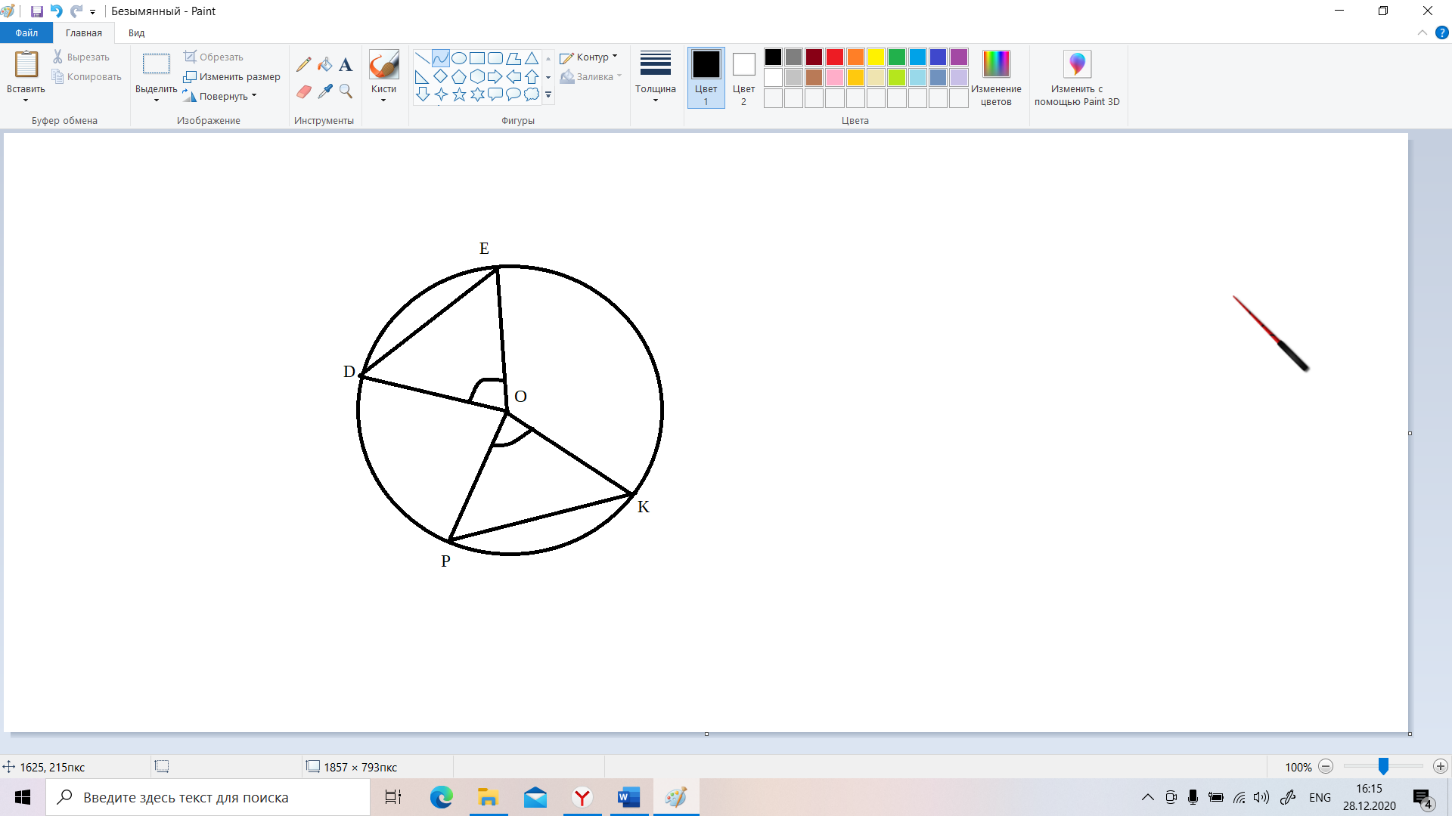 Безымянный - Paint
Файл
Главная
Вид
Вставить
Вырезать
Копировать
Буфер обмена
Выделить
Обрезать
Изменить размер
Повернуть
Изображение
A
Инструменты
Кисти
Контур
Заливка
Фигуры
Толщина
Цвет
1
Цвет
2
Изменение
цветов
Цвета
Изменить с
помощью Paint 3D
E
D
O
K
P
1625, 215пкс
1857 × 793пкс
100%
Введите здесь текст для поиска
ENG
16:15
28.12.2020
4